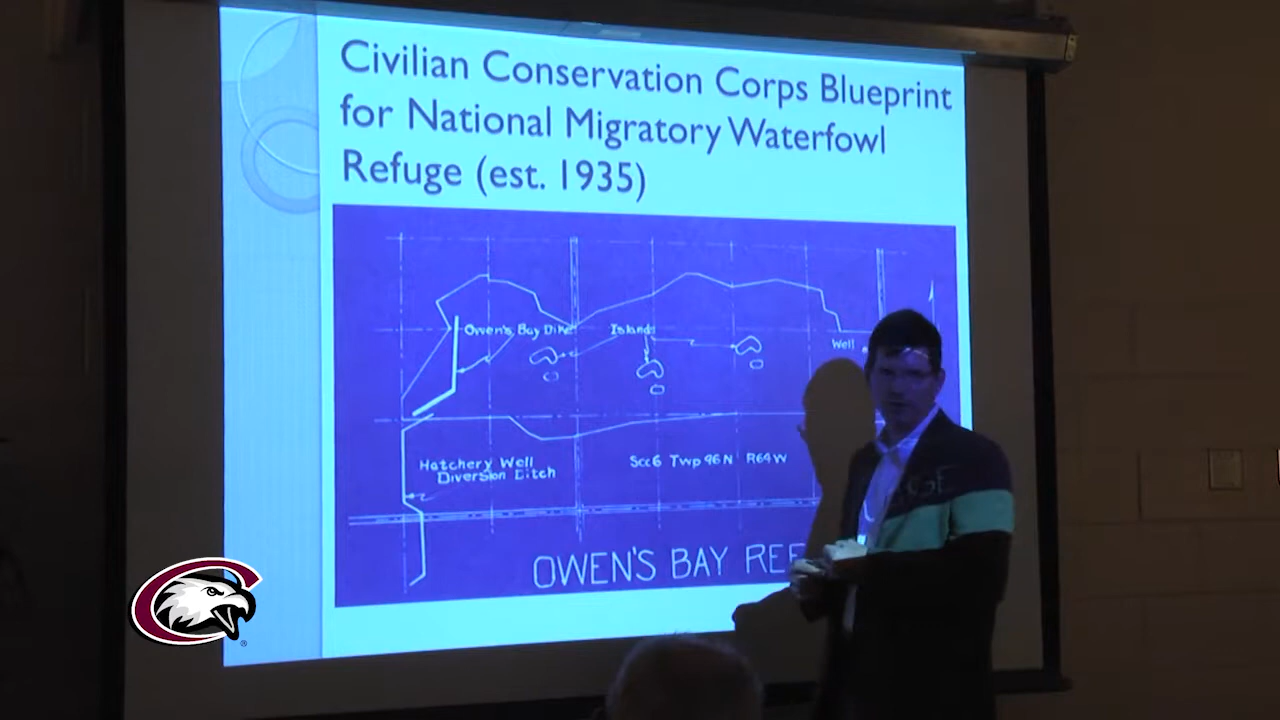 Civilian Conservation Corps Blueprint
for National Migratory Waterfowl
Refuge (est. 1935)
Owen's Bay Dike
Islands
Well
Hatchery Well
Diversion Ditch
Sec 6 Twp 96 N R64 W
OWEN'S BAY REF
GE